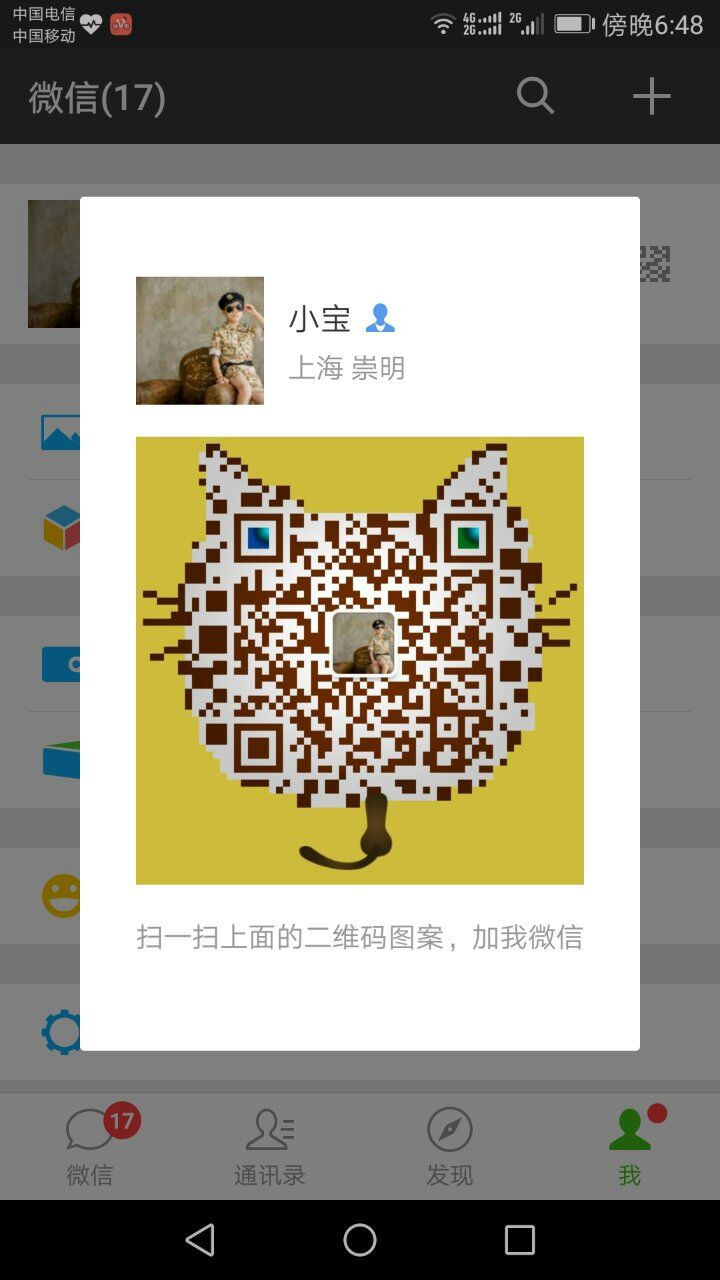 中国电信
中国移动
4G
2G
2G
傍晚6:48
微信(17)
小宝
上海 崇明
扫一扫上面的二维码图案，加我微信
17
微信
通讯录
发现
我